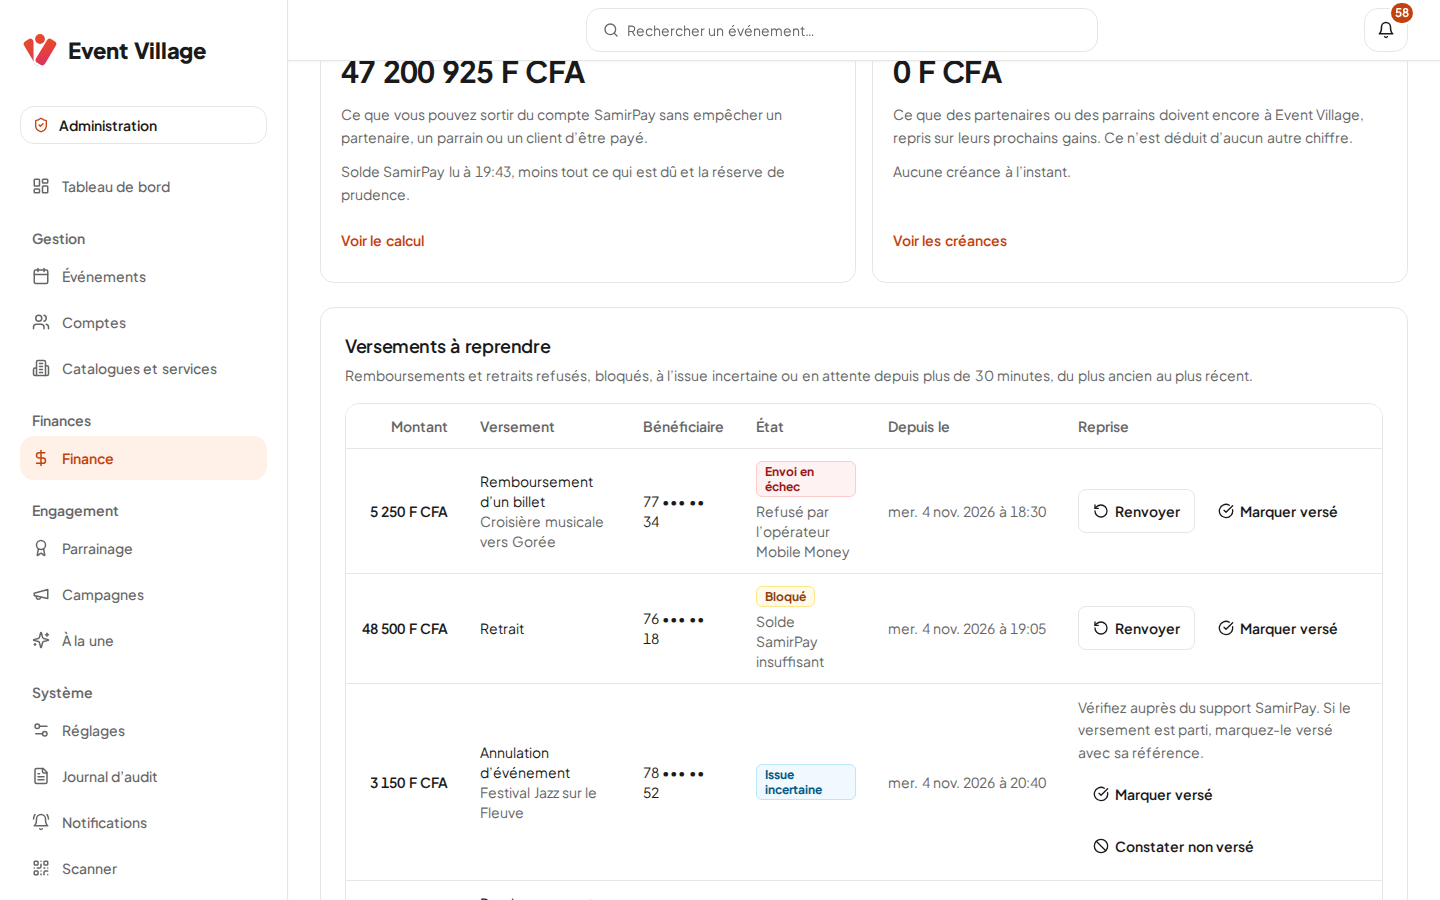 Event Village
Rechercher un événement...
58
Administration
Tableau de bord
Gestion
Événements
Comptes
Catalogues et services
Finances
Finance
Engagement
Parrainage
Campagnes
À la une
Système
Réglages
Journal d'audit
Notifications
Scanner
47 200 925 F CFA
Ce que vous pouvez sortir du compte SamirPay sans empêcher un
partenaire, un parrain ou un client d'être payé.
Solde SamirPay lu à 19:43, moins tout ce qui est dû et la réserve de
prudence.
Voir le calcul
0 F CFA
Ce que des partenaires ou des parrains doivent encore à Event Village,
repris sur leurs prochains gains. Ce n'est déduit d'aucun autre chiffre.
Aucune créance à l'instant.
Voir les créances
Versements à reprendre
Remboursements et retraits refusés, bloqués, à l'issue incertaine ou en attente depuis plus de 30 minutes, du plus ancien au plus récent.
Montant Versement Bénéficiaire État Depuis le Reprise
5 250 F CFA
Remboursement
d'un billet
Croisière musicale
vers Gorée
77 ••• ••
34
Envoi en
échec
Refusé par
l'opérateur
Mobile Money
mer. 4 nov. 2026 à 18:30
Renvoyer
Marquer versé
48 500 F CFA
Retrait
76 ••• ••
18
Bloqué
Solde
SamirPay
insuffisant
mer. 4 nov. 2026 à 19:05
Renvoyer
Marquer versé
3 150 F CFA
Annulation
d'événement
Festival Jazz sur le
Fleuve
78 ••• ••
52
Issue
incertaine
mer. 4 nov. 2026 à 20:40
Vérifiez auprès du support SamirPay. Si le
versement est parti, marquez-le versé
avec sa référence.
Marquer versé
Constater non versé